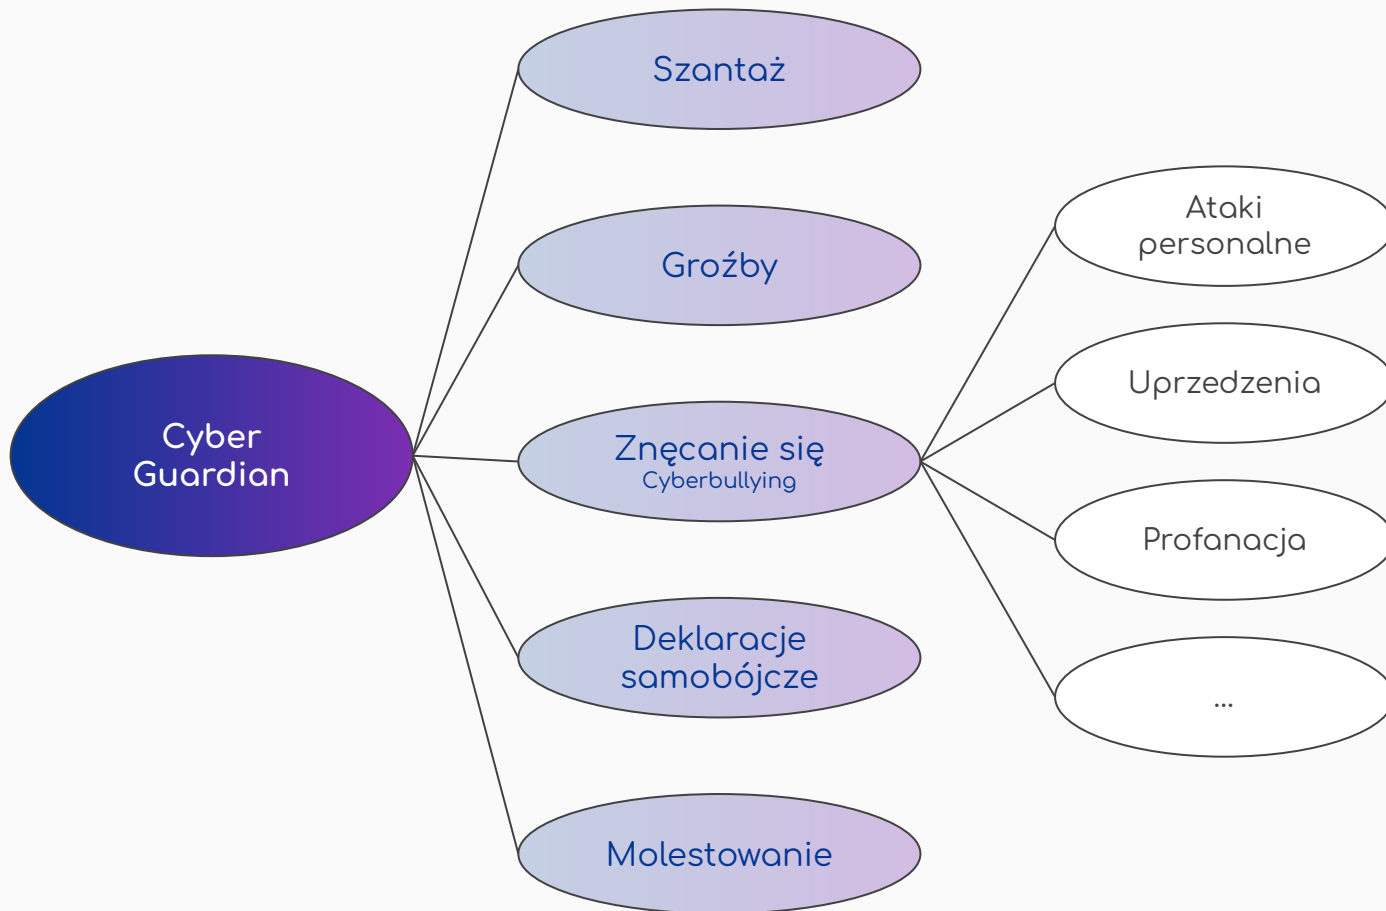 Szantaż
Groźby
Ataki
personalne
Uprzedzenia
Cyber
Guardian
Znęcanie się
Cyberbullying
Profanacja
Deklaracje
samobójcze
...
Molestowanie